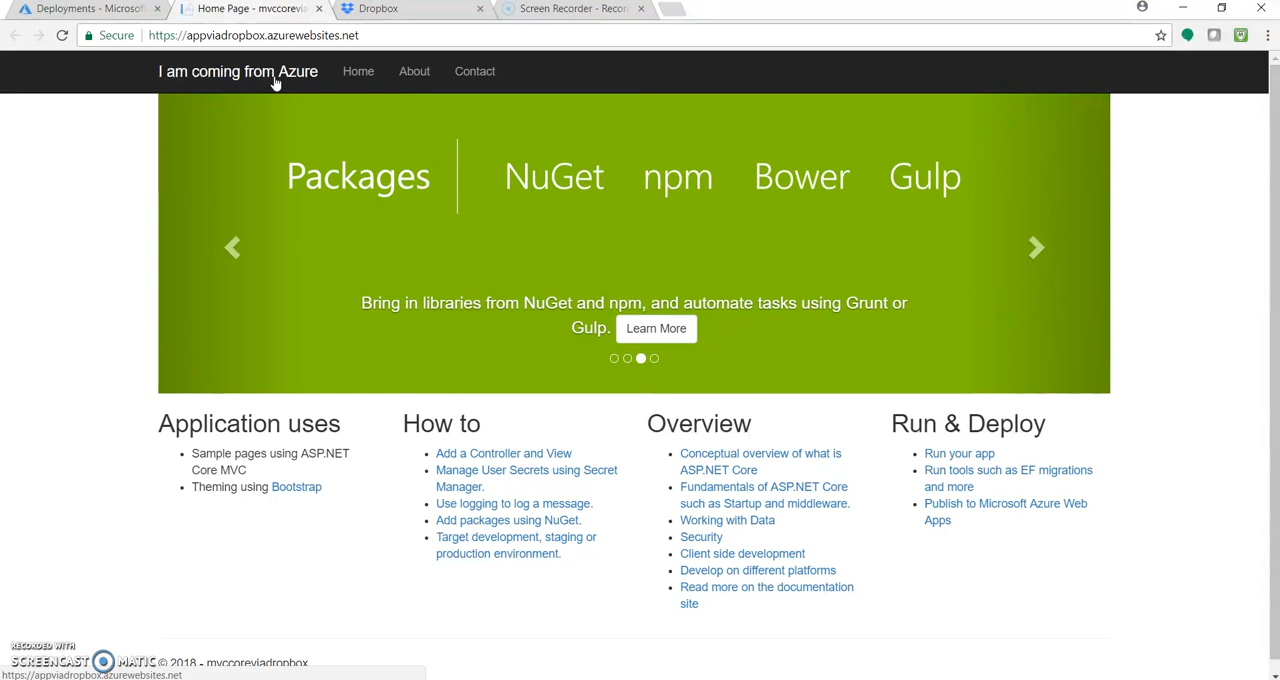 Deployments - Microsoft
Home Page - mvccorevia
Dropbox
Screen Recorder - Recor
Secure https://appviadropbox.azurewebsites.net
I am coming from Azure Home About Contact
Packages NuGet npm Bower Gulp
Bring in libraries from NuGet and npm, and automate tasks using Grunt or
Gulp. Learn More
Application uses
Sample pages using ASP.NET
Core MVC
Theming using Bootstrap
How to
Add a Controller and View
Manage User Secrets using Secret
Manager.
Use logging to log a message.
Add packages using NuGet.
Target development, staging or
production environment.
Overview
Conceptual overview of what is
ASP.NET Core
Fundamentals of ASP.NET Core
such as Startup and middleware.
Working with Data
Security
Client side development
Develop on different platforms
Read more on the documentation
site
Run & Deploy
Run your app
Run tools such as EF migrations
and more
Publish to Microsoft Azure Web
Apps
RECORDED WITH
SCREENCAST MATIC
© 2018 - mvccoreviadropbox
https://appviadropbox.azurewebsites.net